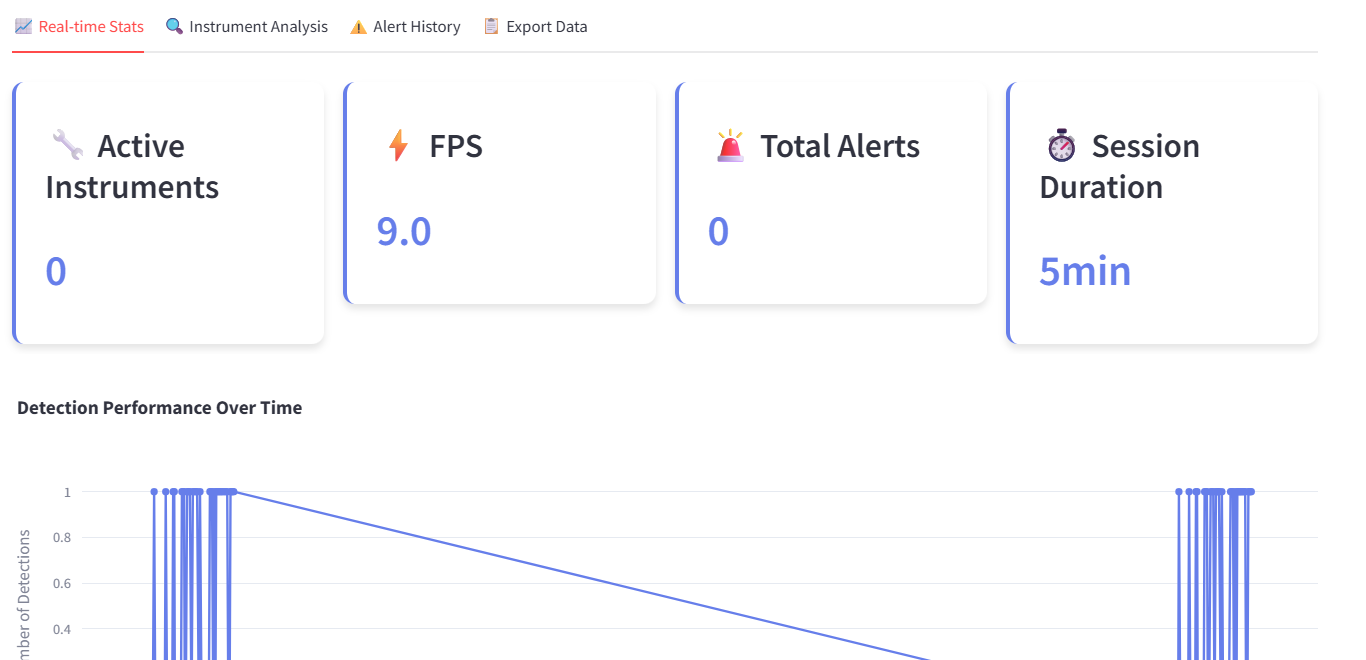 Real-time Stats
Instrument Analysis
Alert History
Export Data
Active
Instruments
0
FPS
9.0
Total Alerts
0
Session
Duration
5min
Detection Performance Over Time
1
0.8
0.6
0.4
of Detections